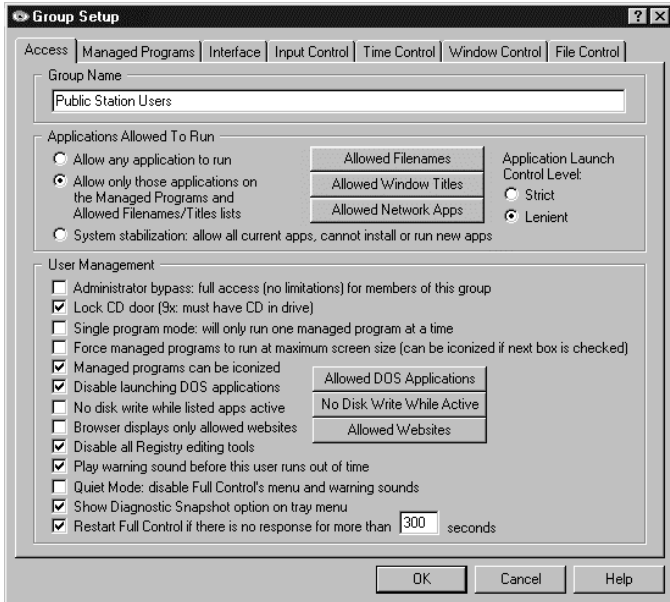 Group Setup
Access Managed Programs Interface Input Control Time Control Window Control File Control
Group Name
Public Station Users
Applications Allowed To Run
Allow any application to run
Allow only those applications on
the Managed Programs and
Allowed Filenames/Titles lists
System stabilization: allow all current apps, cannot install or run new apps
Allowed Filenames
Allowed Window Titles
Allowed Network Apps
Application Launch
Control Level:
Strict
Lenient
User Management
Administrator bypass: full access (no limitations) for members of this group
Lock CD door (9x: must have CD in drive)
Single program mode: will only run one managed program at a time
Force managed programs to run at maximum screen size (can be iconized if next box is checked)
Managed programs can be iconized
Disable launching DOS applications
No disk write while listed apps active
Browser displays only allowed websites
Allowed DOS Applications
No Disk Write While Active
Allowed Websites
Disable all Registry editing tools
Play warning sound before this user runs out of time
Quiet Mode: disable Full Control's menu and warning sounds
Show Diagnostic Snapshot option on tray menu
Restart Full Control if there is no response for more than 300 seconds
OK Cancel Help